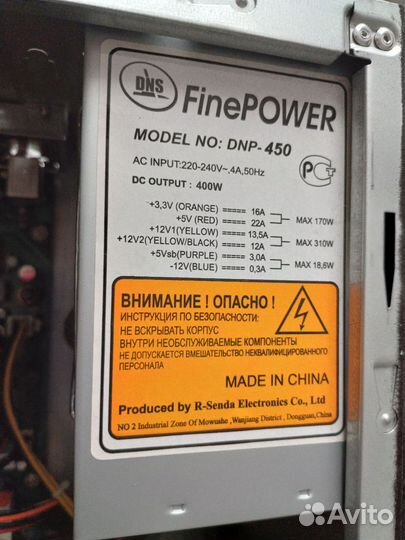 DNS FinePOWER
MODEL NO: DNP-450
AC INPUT:220-240V~,4A,50Hz
DC OUTPUT : 400W
РСТ
+3,3V (ORANGE) ===== 16A
+5V (RED) ===== 22A
MAX 170W
+12V1(YELLOW) ===== 13,5A
+12V2(YELLOW/BLACK) ===== 12A
MAX 310W
+5Vsb(PURPLE) ===== 3,0A
-12V(BLUE) ===== 0,3A
MAX 18,6W
ВНИМАНИЕ ! ОПАСНО !
ИНСТРУКЦИЯ ПО БЕЗОПАСНОСТИ:
НЕ ВСКРЫВАТЬ КОРПУС
ВНУТРИ НЕОБСЛУЖИВАЕМЫЕ КОМПОНЕНТЫ
НЕ ДОПУСКАЕТСЯ ВМЕШАТЕЛЬСТВО НЕКВАЛИФИЦИРОВАННОГО
ПЕРСОНАЛА
MADE IN CHINA
Produced by R-Senda Electronics Co., Ltd
NO 2 Industrial Zone Of Mowushe ,Wanjiang District , Dongguan,China
Avito